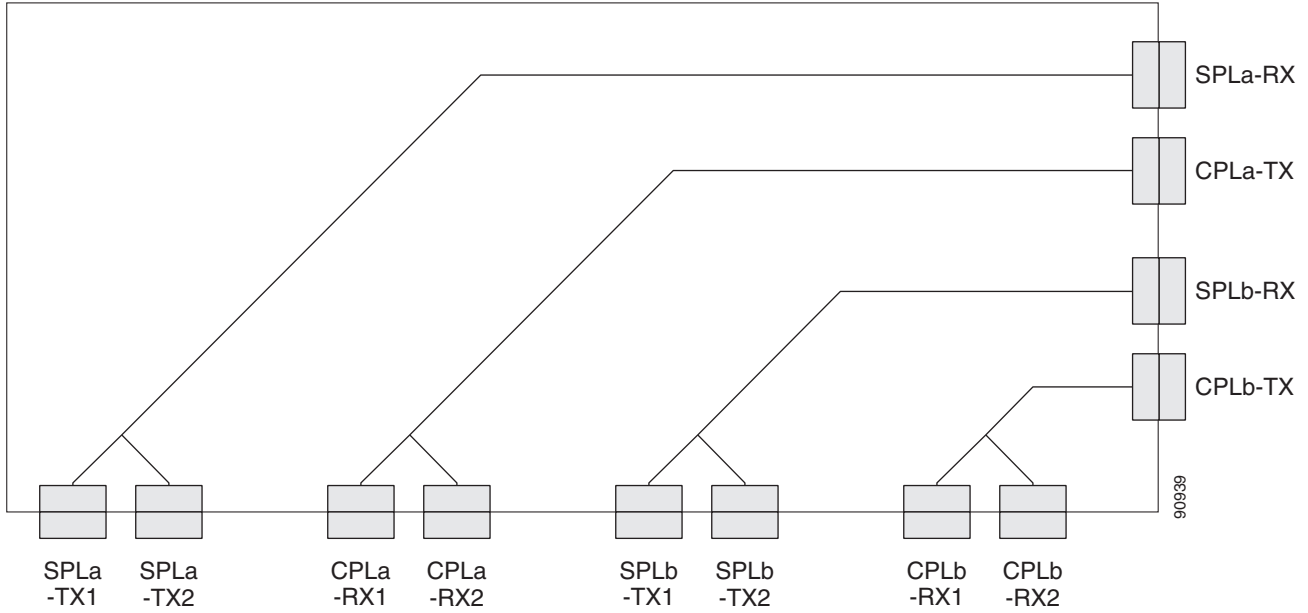 SPLa-RX
CPLa-TX
SPLb-RX
CPLb-TX
90939
SPLa
-TX1
SPLa
-TX2
CPLa
-RX1
CPLa
-RX2
SPLb
-TX1
SPLb
-TX2
CPLb
-RX1
CPLb
-RX2